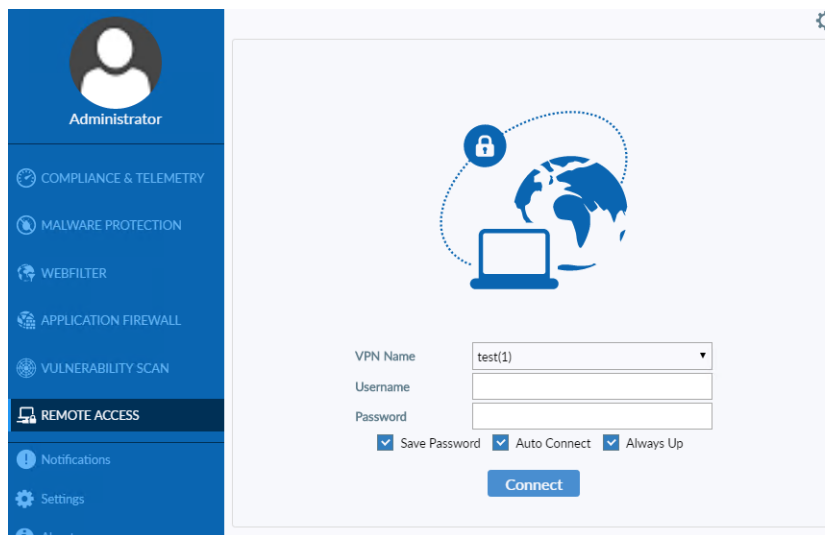 Administrator
COMPLIANCE & TELEMETRY
MALWARE PROTECTION
WEBFILTER
APPLICATION FIREWALL
VULNERABILITY SCAN
REMOTE ACCESS
Notifications
Settings
VPN Name test(1)
Username
Password
Save Password Auto Connect Always Up
Connect